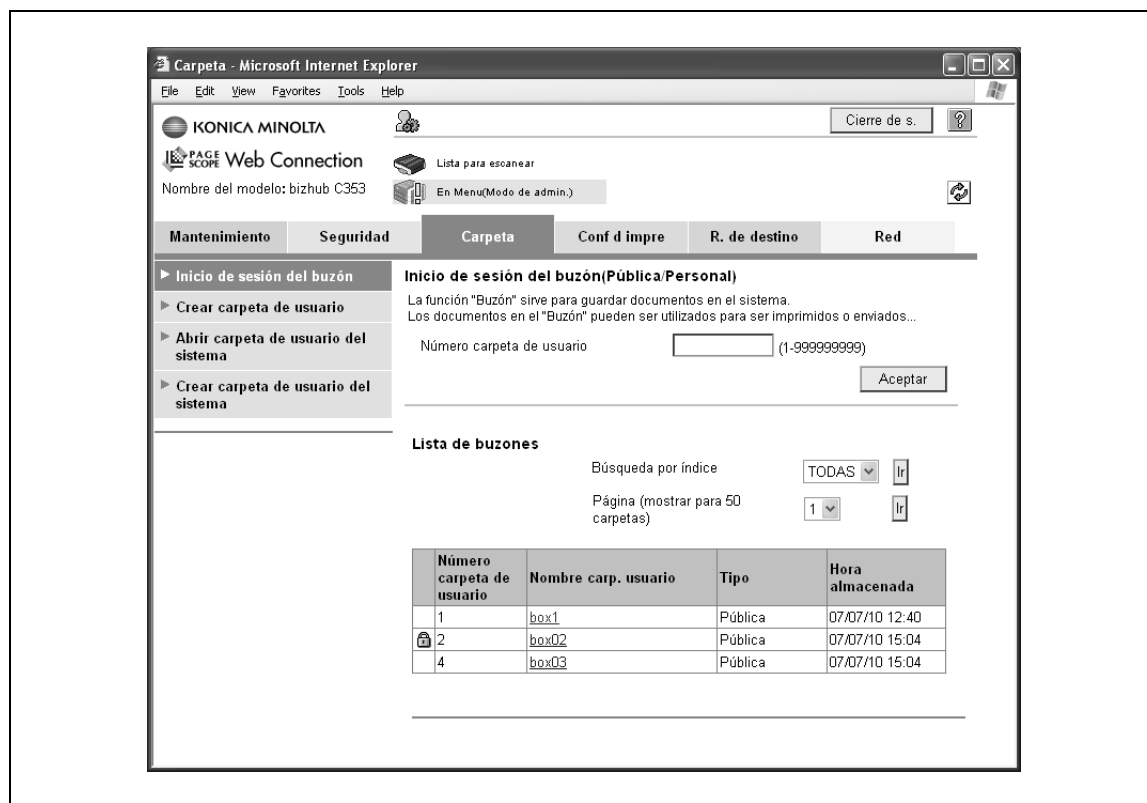 Carpeta - Microsoft Internet Explorer
File Edit View Favorites Tools Help
KONICA MINOLTA
Cierre de s.
?
PAGE SCOPE Web Connection
Lista para escanear
Nombre del modelo: bizhub C353
En Menu(Modo de admin.)
Mantenimiento Seguridad Carpeta Conf d impre R. de destino Red
Inicio de sesión del buzón
Crear carpeta de usuario
Abrir carpeta de usuario del
sistema
Crear carpeta de usuario del
sistema
Inicio de sesión del buzón(Pública/Personal)
La función "Buzón" sirve para guardar documentos en el sistema.
Los documentos en el "Buzón" pueden ser utilizados para ser imprimidos o enviados...
Número carpeta de usuario (1-999999999)
Aceptar
Lista de buzones
Búsqueda por índice TODAS Ir
Página (mostrar para 50
carpetas) 1 Ir
Número
carpeta de
usuario Nombre carp. usuario Tipo Hora
almacenada
1 box1 Pública 07/07/10 12:40
2 box02 Pública 07/07/10 15:04
4 box03 Pública 07/07/10 15:04